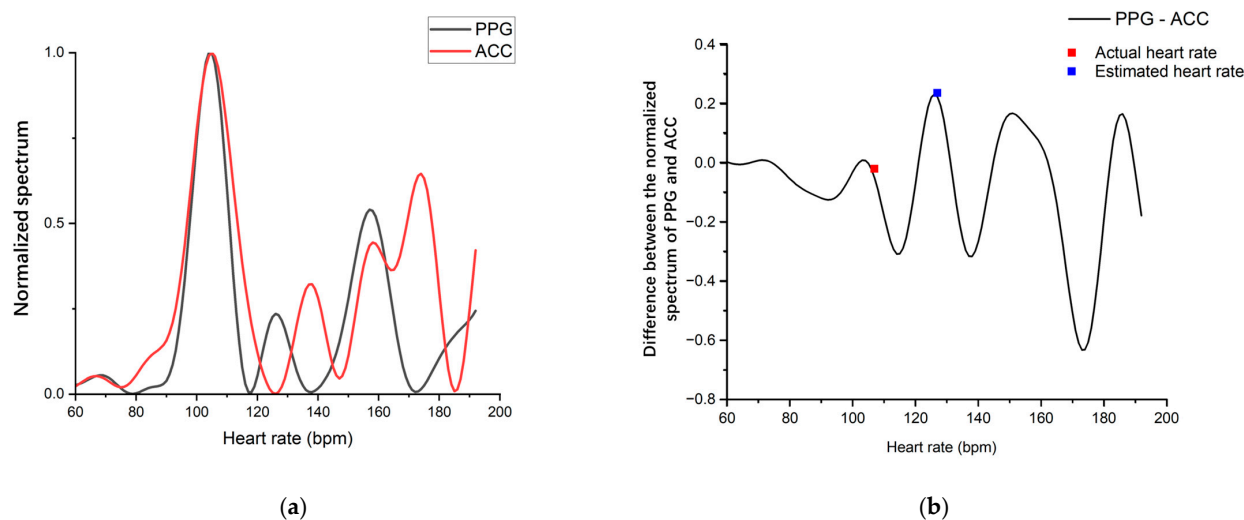 PPG
ACC
Normalized spectrum
1.0
0.5
0.0
60 80 100 120 140 160 180 200
Heart rate (bpm)
(a)
PPG - ACC
Actual heart rate
Estimated heart rate
Difference between the normalized
spectrum of PPG and ACC
0.4
0.2
0.0
−0.2
−0.4
−0.6
−0.8
60 80 100 120 140 160 180 200
Heart rate (bpm)
(b)